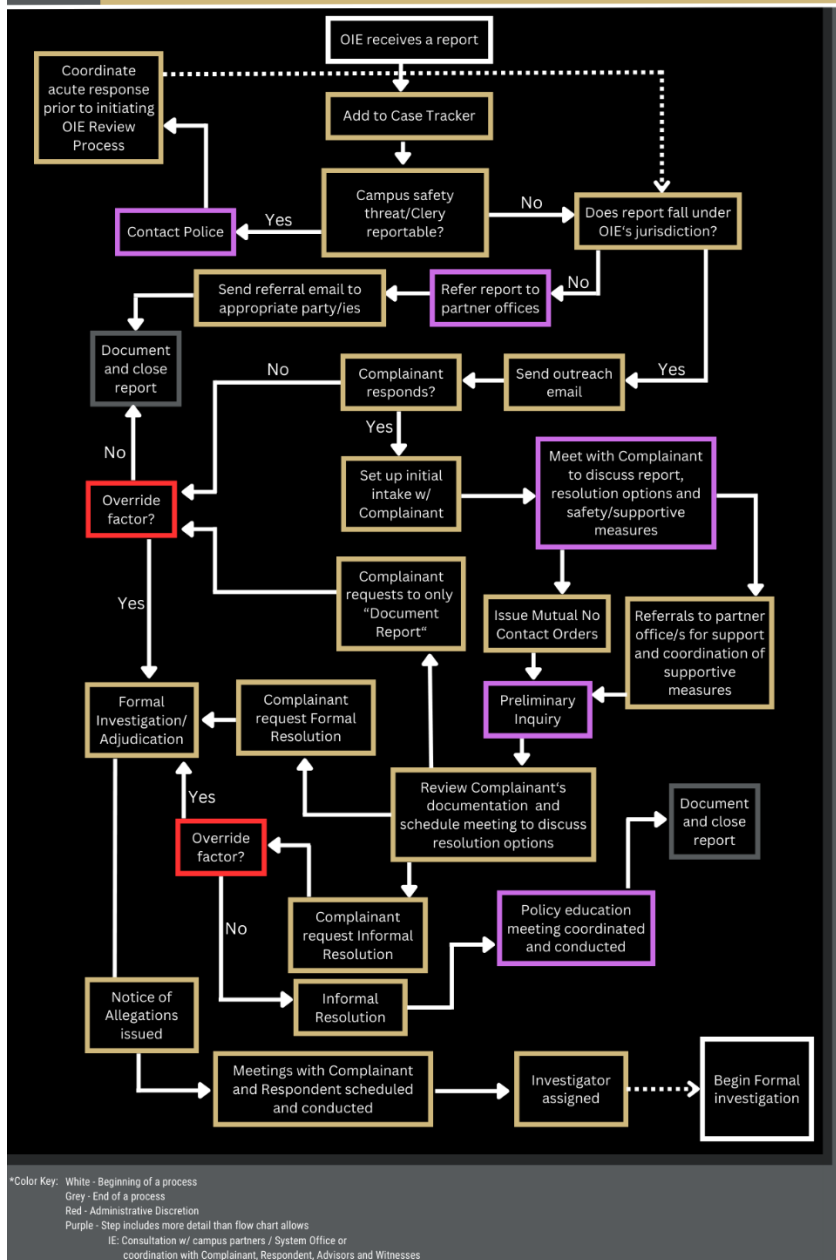 OIE receives a report
Coordinate
acute response
prior to initiating
OIE Review
Process
Add to Case Tracker
Campus safety
threat/Clery
reportable?
Yes
No
Contact Police
Does report fall under
OIE's jurisdiction?
No
Yes
Refer report to
partner offices
Send referral email to
appropriate party/ies
Document
and close
report
Send outreach
email
Complainant
responds?
No
Yes
No
Set up initial
intake w/
Complainant
Meet with Complainant
to discuss report,
resolution options and
safety/supportive
measures
Override
factor?
Yes
Complainant
requests to only
“Document
Report“
Issue Mutual No
Contact Orders
Referrals to partner
office/s for support
and coordination of
supportive
measures
Preliminary
Inquiry
Formal
Investigation/
Adjudication
Complainant
request Formal
Resolution
Review Complainant‘s
documentation and
schedule meeting to discuss
resolution options
Yes
Override
factor?
No
Complainant
request Informal
Resolution
Document
and close
report
Policy education
meeting coordinated
and conducted
Informal
Resolution
Notice of
Allegations
issued
Meetings with Complainant
and Respondent scheduled
and conducted
Investigator
assigned
Begin Formal
investigation
*Color Key: White - Beginning of a process
Grey - End of a process
Red - Administrative Discretion
Purple - Step includes more detail than flow chart allows
IE: Consultation w/ campus partners / System Office or
coordination with Complainant, Respondent, Advisors and Witnesses